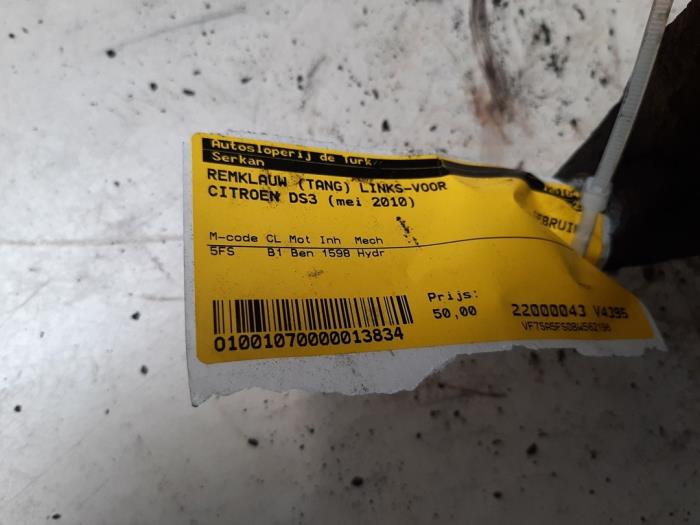 Autosloperij de Turk
Serkan
REMKLAUW (TANG) LINKS-VOOR
CITROEN DS3 (mei 2010)
M-code CL Mot Inh Mech
5FS B1 Ben 1598 Hydr
Prijs:
50,00
22000043 V4395
01001070000013834